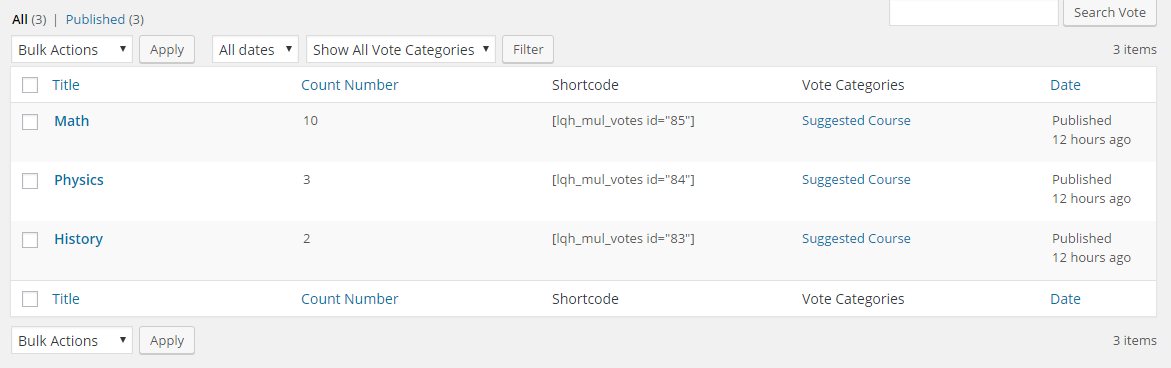 All (3) | Published (3)
Search Vote
Bulk Actions Apply All dates Show All Vote Categories Filter 3 items
Title Count Number Shortcode Vote Categories Date
Math 10 [lqh_mul_votes id="85"] Suggested Course Published
12 hours ago
Physics 3 [lqh_mul_votes id="84"] Suggested Course Published
12 hours ago
History 2 [lqh_mul_votes id="83"] Suggested Course Published
12 hours ago
Title Count Number Shortcode Vote Categories Date
Bulk Actions Apply 3 items